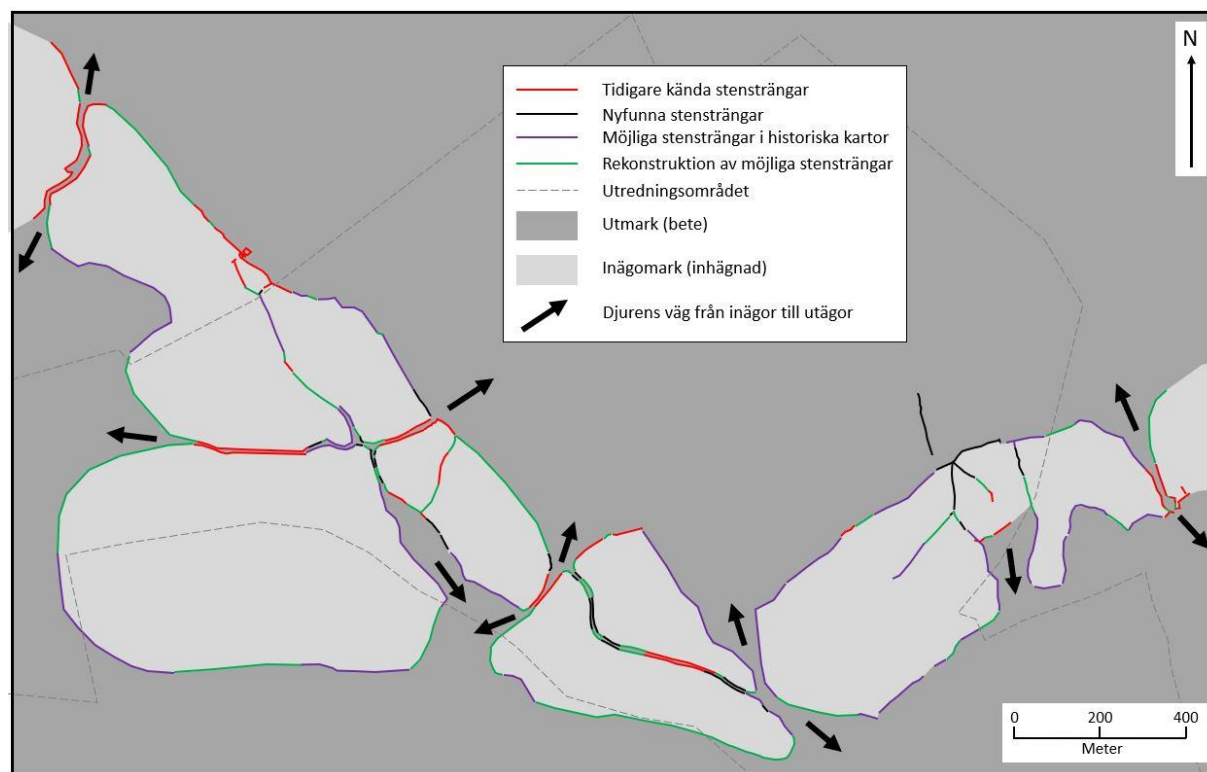 N
Tidigare kända stensträngar
Nyfunna stensträngar
Möjliga stensträngar i historiska kartor
Rekonstruktion av möjliga stensträngar
Utredningsområdet
Utmark (bete)
Inägomark (inhägnad)
Djurens väg från inägor till utägor
0 200 400
Meter